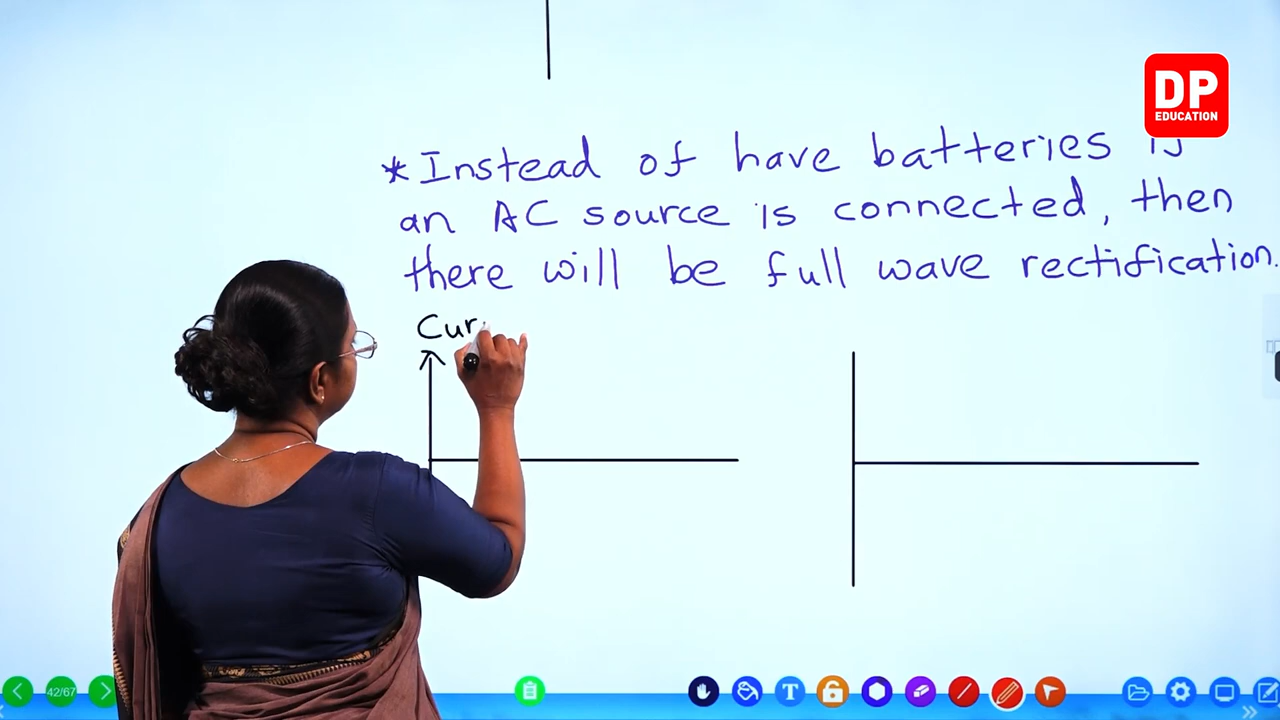 DP
EDUCATION
*Instead of have batteries is
an AC source is connected, then
there will be full wave rectification.
Cur
42/67
T